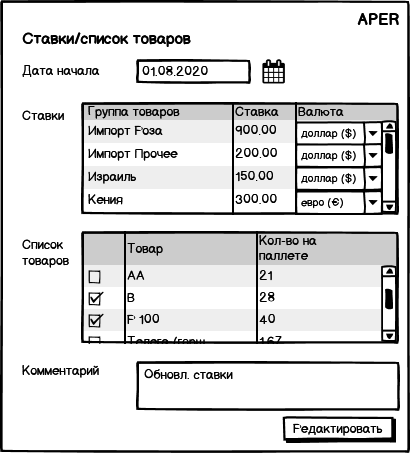 APER
Ставки/список товаров
Дата начала 01.08.2020
Ставки Группа товаров Ставка Валюта
Импорт Роза 900,00 доллар ($)
Импорт Прочее 200,00 доллар ($)
Израиль 150,00 доллар ($)
Кения 300,00 евро (€)
Список товаров Товар Кол-во на паллете
АА 21
В 28
F 100 40
167
Комментарий Обновл. ставки
Редактировать